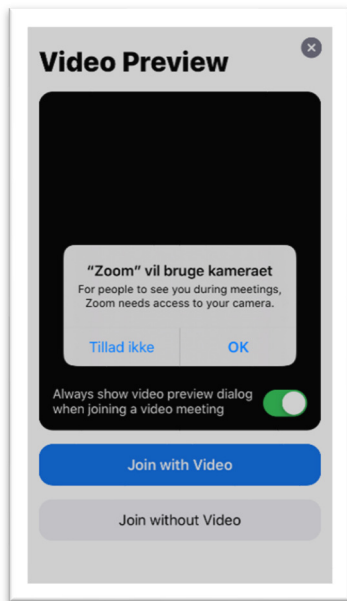 Video Preview
"Zoom" vil bruge kameraet
For people to see you during meetings,
Zoom needs access to your camera.
Tillad ikke
OK
Always show video preview dialog
when joining a video meeting
Join with Video
Join without Video